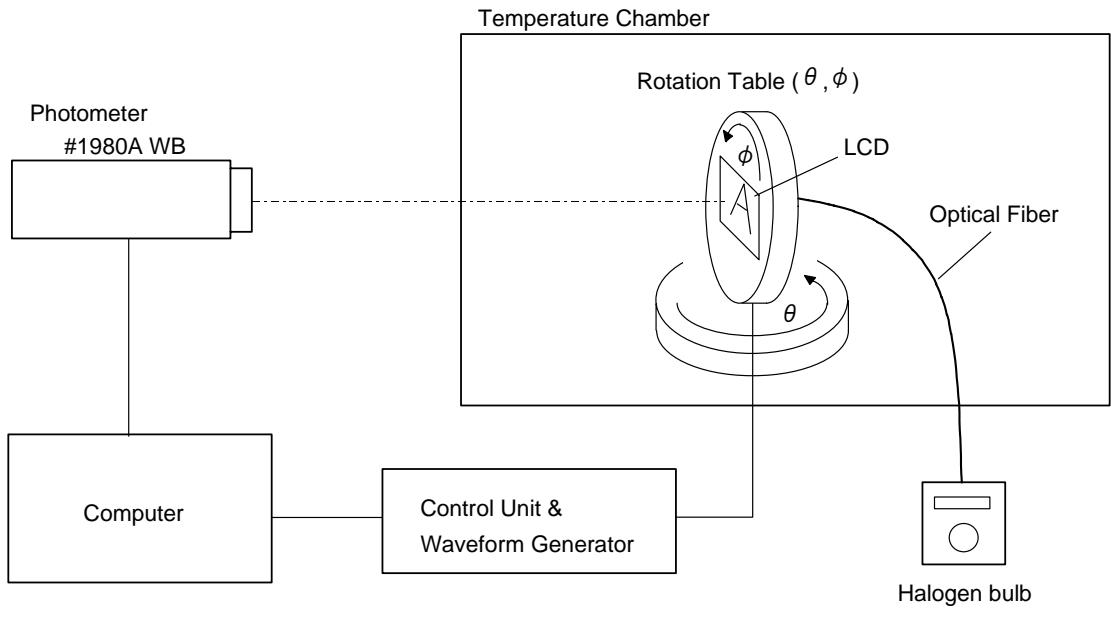 Temperature Chamber
Rotation Table ( θ , ϕ )
Photometer
#1980A WB
ϕ
LCD
A
Optical Fiber
θ
Computer
Control Unit &
Waveform Generator
Halogen bulb